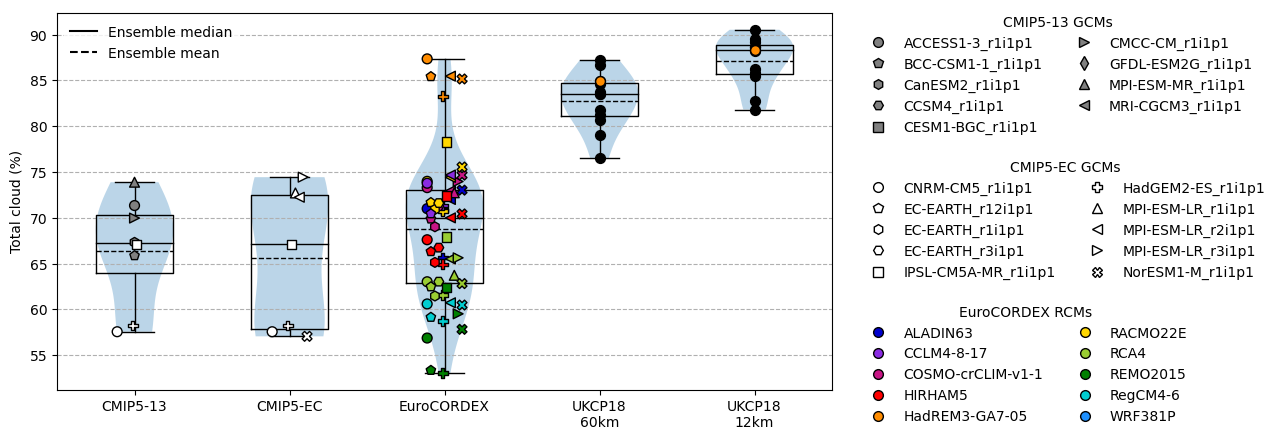 Ensemble median
Ensemble mean
Total cloud (%)
90
85
80
75
70
65
60
55
CMIP5-13
CMIP5-EC
EuroCORDEX
UKCP18
60km
UKCP18
12km
CMIP5-13 GCMs
ACCESS1-3_r1i1p1
BCC-CSM1-1_r1i1p1
CanESM2_r1i1p1
CCSM4_r1i1p1
CESM1-BGC_r1i1p1
CMCC-CM_r1i1p1
GFDL-ESM2G_r1i1p1
MPI-ESM-MR_r1i1p1
MRI-CGCM3_r1i1p1
CMIP5-EC GCMs
CNRM-CM5_r1i1p1
EC-EARTH_r12i1p1
EC-EARTH_r1i1p1
EC-EARTH_r3i1p1
IPSL-CM5A-MR_r1i1p1
HadGEM2-ES_r1i1p1
MPI-ESM-LR_r1i1p1
MPI-ESM-LR_r2i1p1
MPI-ESM-LR_r3i1p1
NorESM1-M_r1i1p1
EuroCORDEX RCMs
ALADIN63
CCLM4-8-17
COSMO-crCLIM-v1-1
HIRHAM5
HadREM3-GA7-05
RACMO22E
RCA4
REMO2015
RegCM4-6
WRF381P